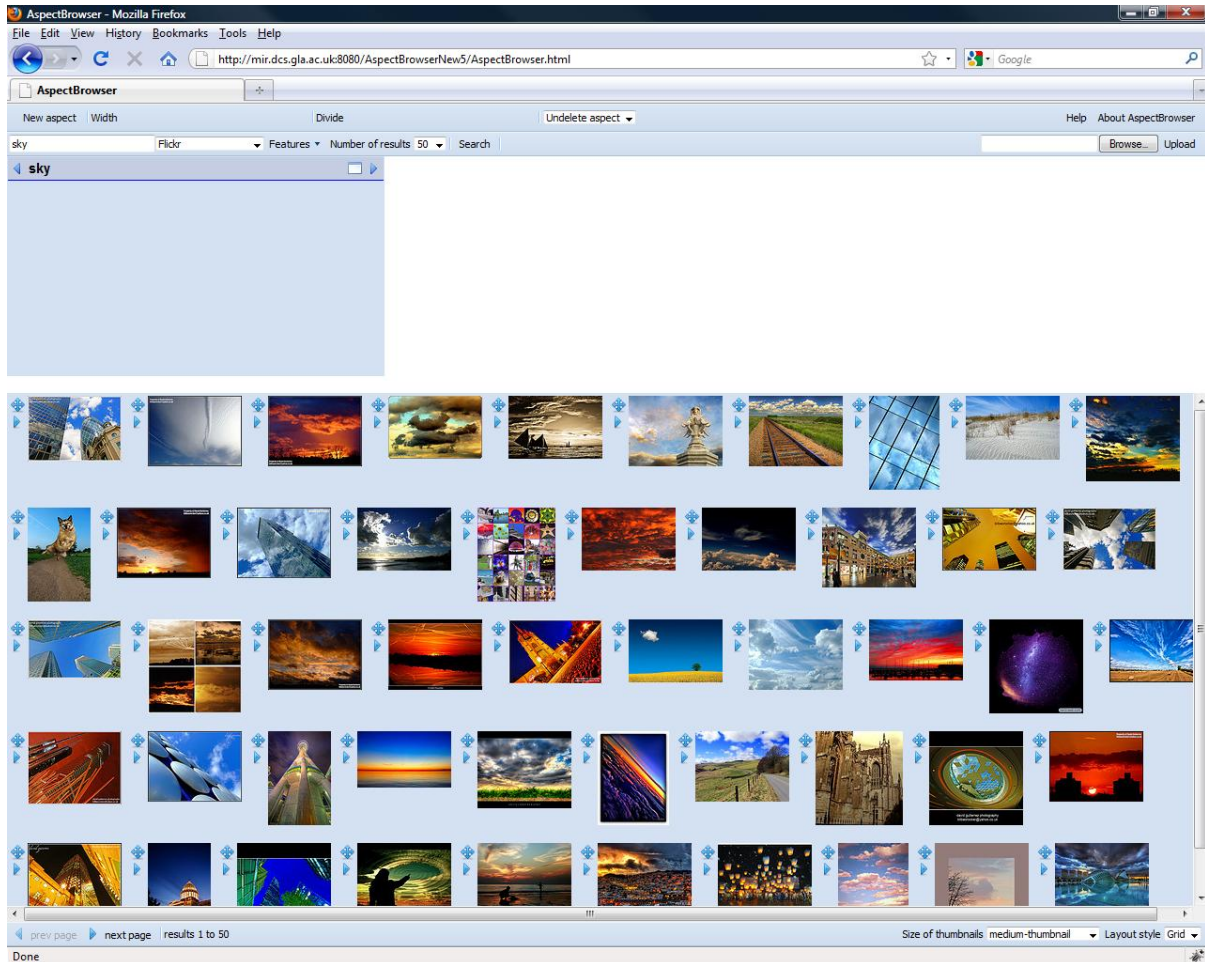 AspectBrowser - Mozilla Firefox
File Edit View History Bookmarks Tools Help
http://mir.dcs.gla.ac.uk:8080/AspectBrowserNew5/AspectBrowser.html Google
AspectBrowser
New aspect Width Divide Undelete aspect Help About AspectBrowser
sky Flickr Features Number of results 50 Search Browse... Upload
sky
prev page next page results 1 to 50 Size of thumbnails medium-thumbnail Layout style Grid
Done